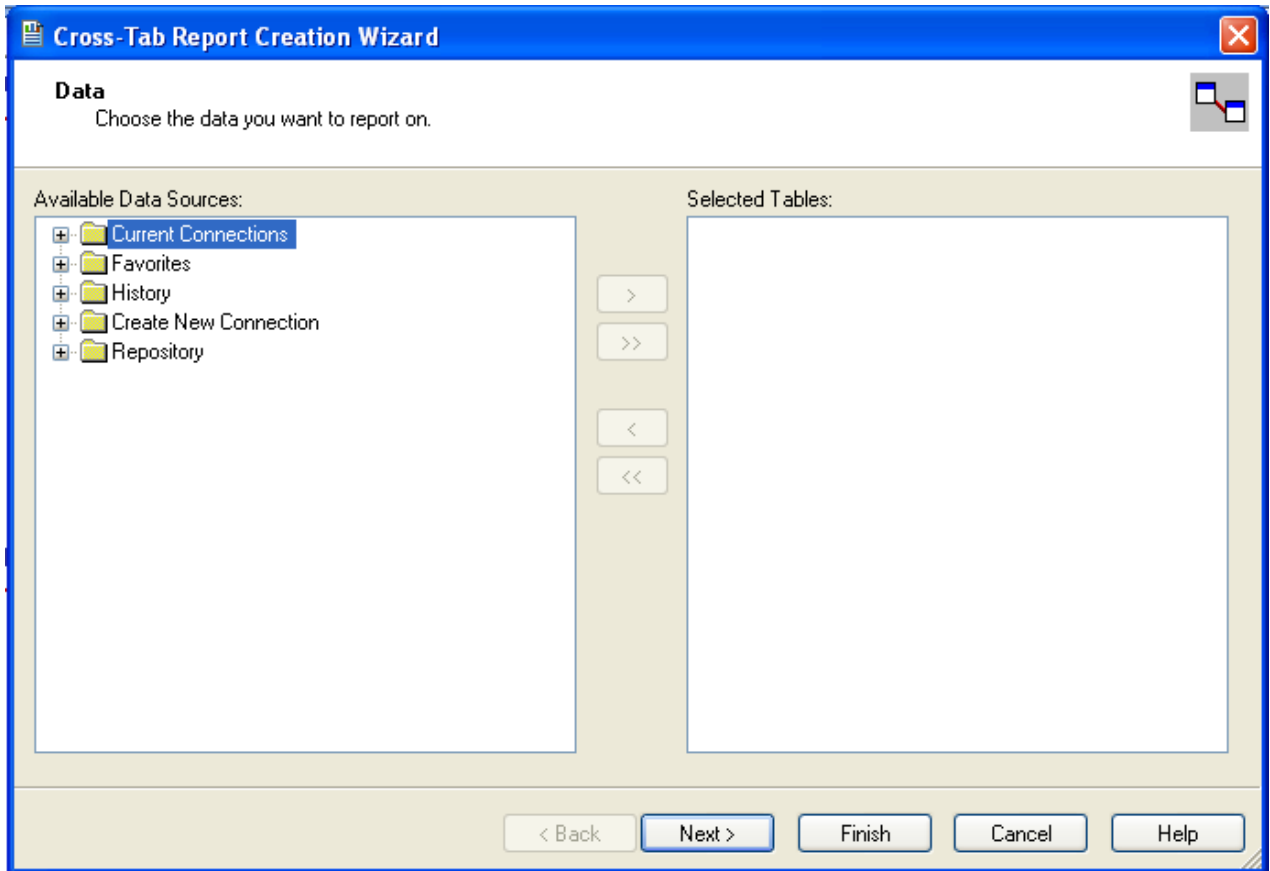 Cross-Tab Report Creation Wizard
Data
Choose the data you want to report on.
Available Data Sources:
Current Connections
Favorites
History
Create New Connection
Repository
>
>>
<
<<
Selected Tables:
< Back
Next >
Finish
Cancel
Help